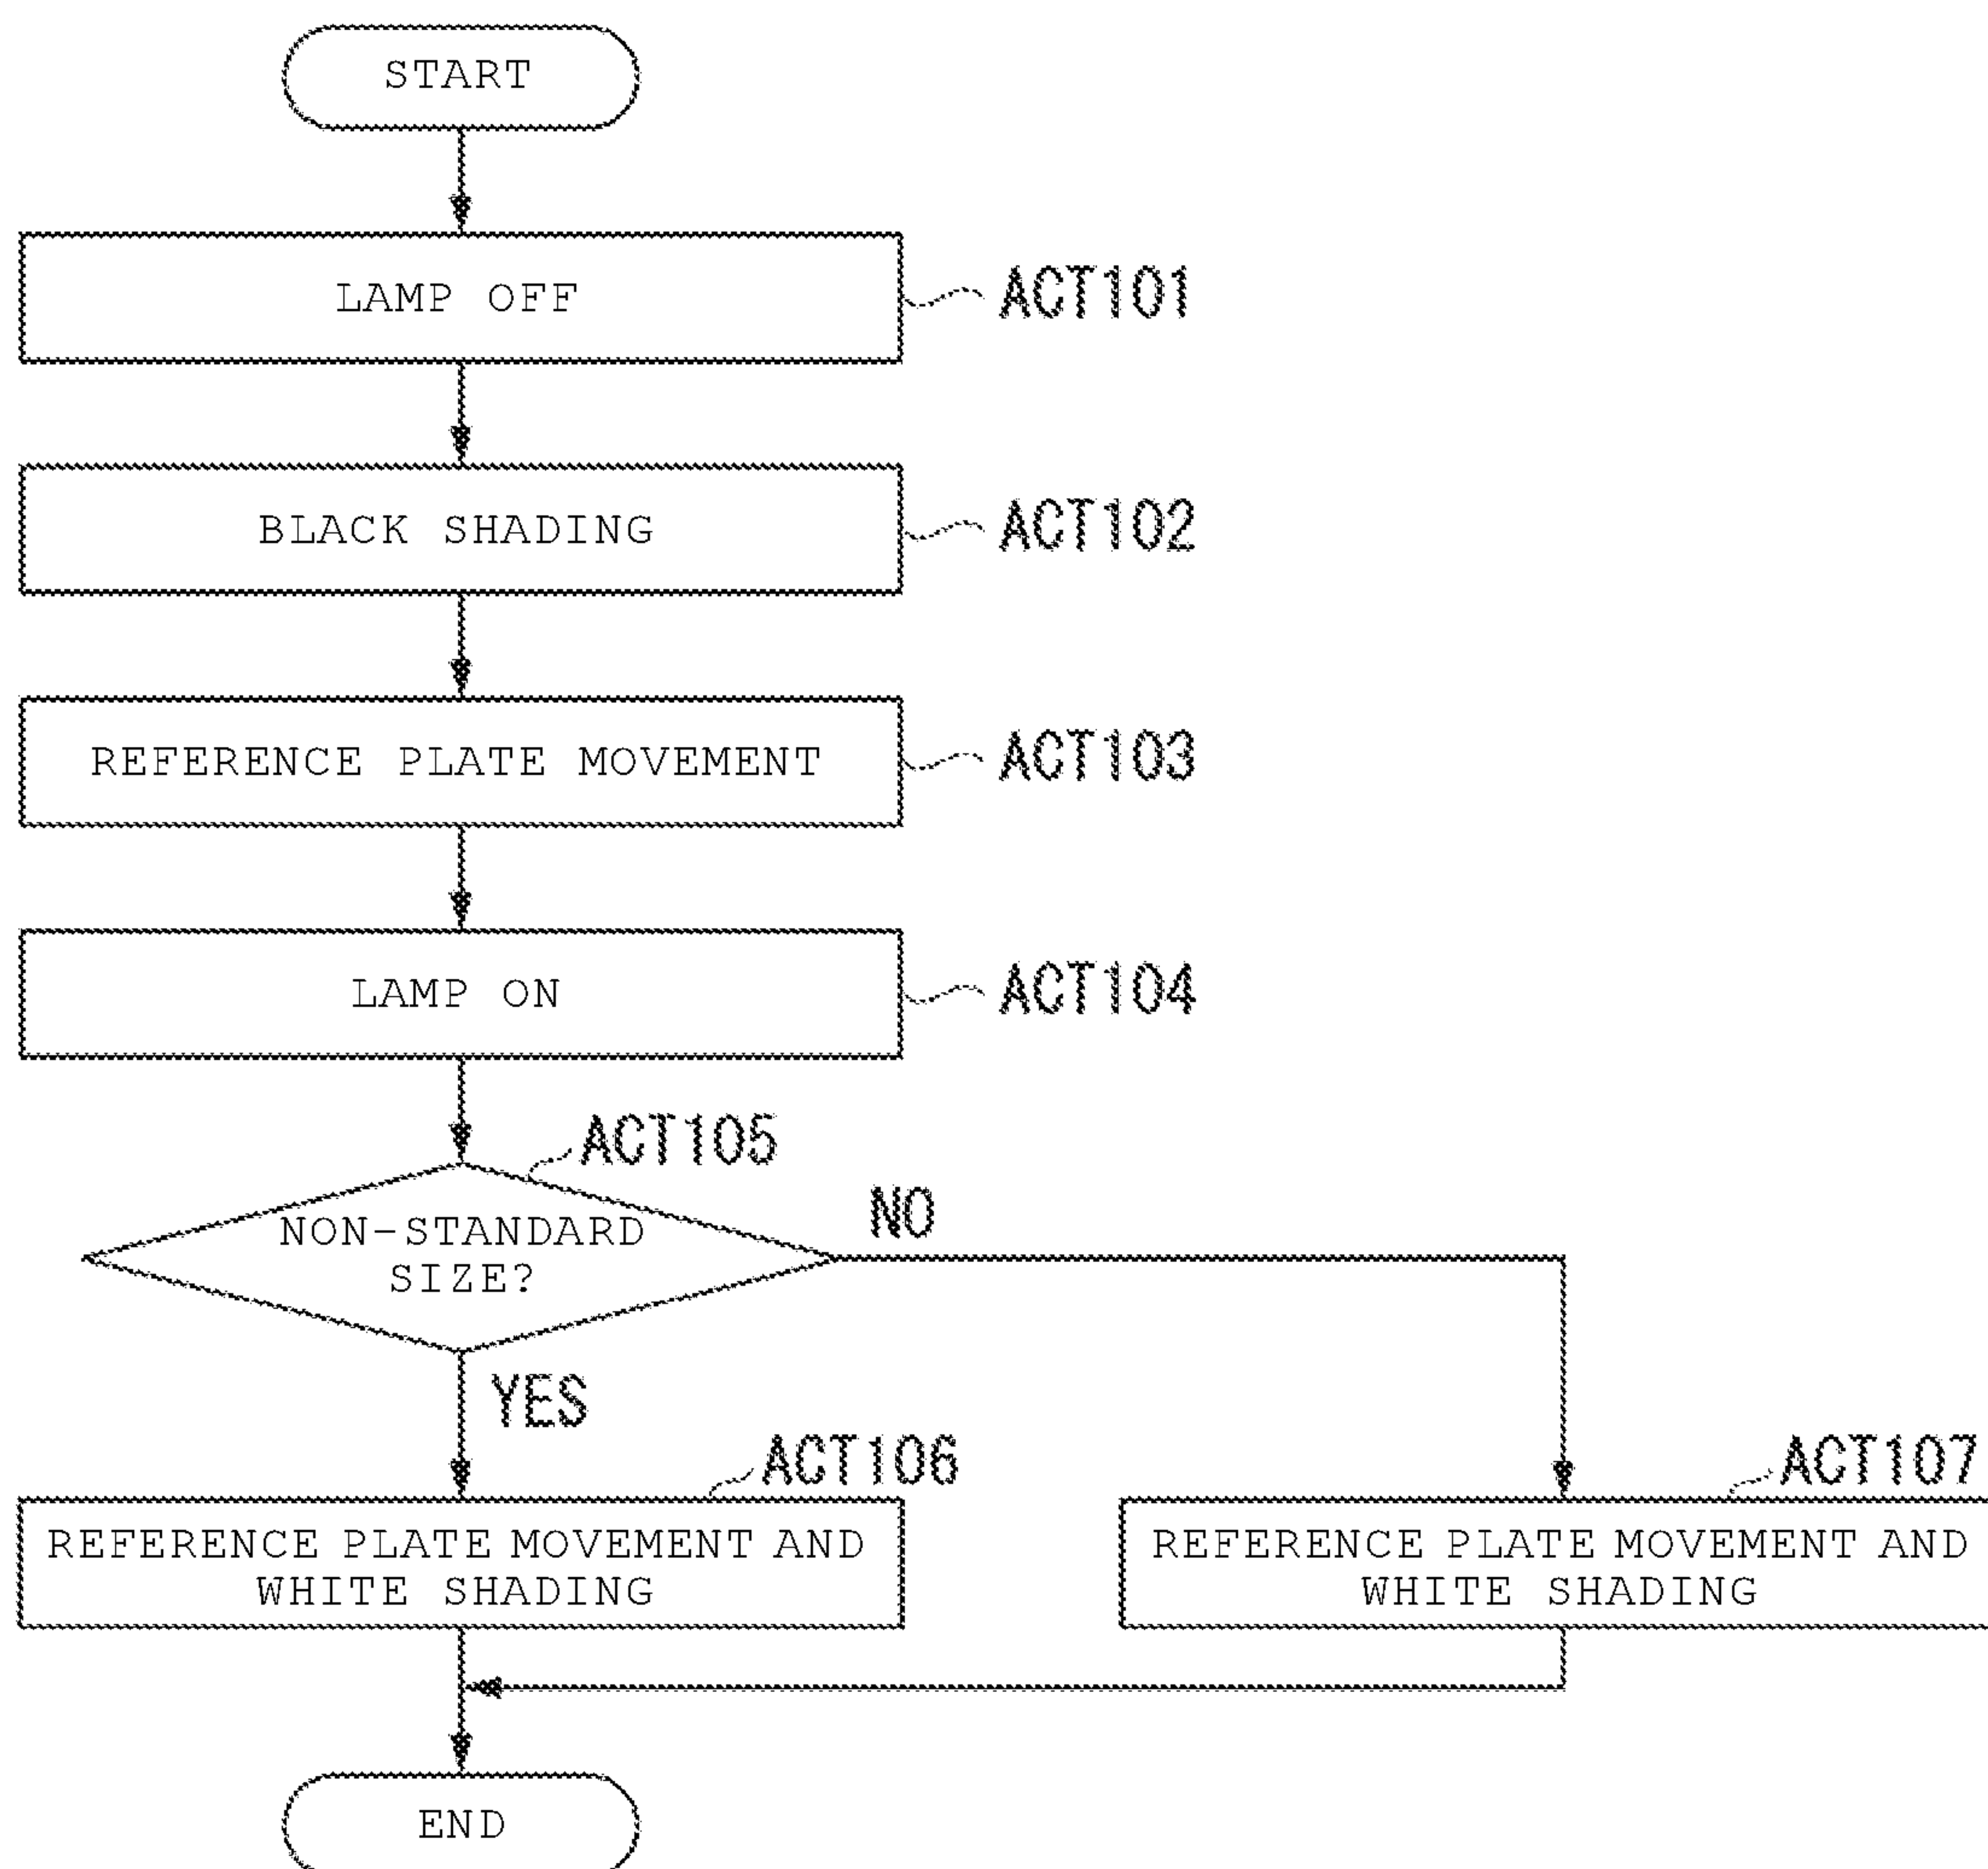 START
LAMP OFF
ACT101
BLACK SHADING
ACT102
REFERENCE PLATE MOVEMENT
ACT103
LAMP ON
ACT104
ACT105
NON-STANDARD
SIZE?
NO
YES
ACT106
REFERENCE PLATE MOVEMENT AND
WHITE SHADING
ACT107
REFERENCE PLATE MOVEMENT AND
WHITE SHADING
END